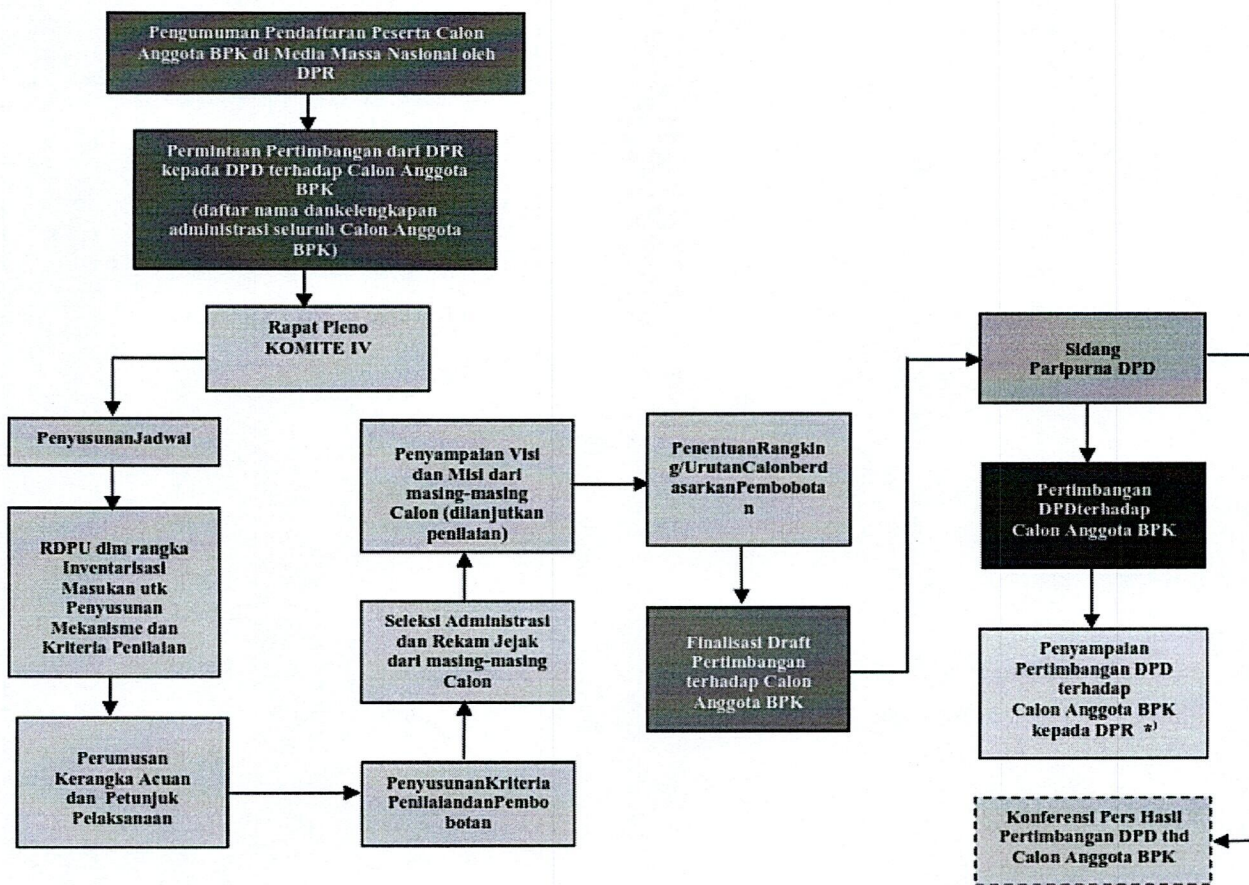 Pengumuman Pendaftaran Peserta Calon
Anggota BPK di Media Massa Nasional oleh
DPR
Permintaan Pertimbangan dari DPR
kepada DPD terhadap Calon Anggota
BPK
(daftar nama dankelengkapan
administrasi seluruh Calon Anggota
BPK)
Rapat Pleno
KOMITE IV
PenyusunanJadwal
RDPU dlm rangka
Inventarisasi
Masukan utk
Penyusunan
Mekanisme dan
Kriteria Penilaian
Perumusan
Kerangka Acuan
dan Petunjuk
Pelaksanaan
PenyusunanKriteria
PenilaiandanPembo
botan
Seleksi Administrasi
dan Rekam Jejak
dari masing-masing
Calon
Penyampaian Visi
dan Misi dari
masing-masing
Calon (dilanjutkan
penilaian)
PenentuanRangkin
g/UrutanCalonberd
asarkanPembobota
n
Finalisasi Draft
Pertimbangan
terhadap Calon
Anggota BPK
Sidang
Paripurna DPD
Pertimbangan
DPDterhadap
Calon Anggota BPK
Penyampaian
Pertimbangan DPD
terhadap
Calon Anggota BPK
kepada DPR *)
Konferensi Pers Hasil
Pertimbangan DPD thd
Calon Anggota BPK